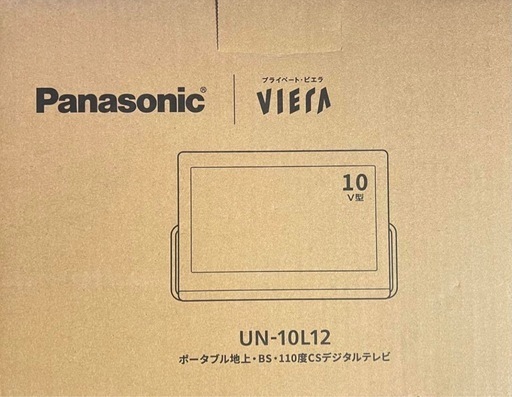 Panasonic®
プライベート・ビエラ
VIERA
10
V型
UN-10L12
ポータブル地上・BS・110度CSデジタルテレビ